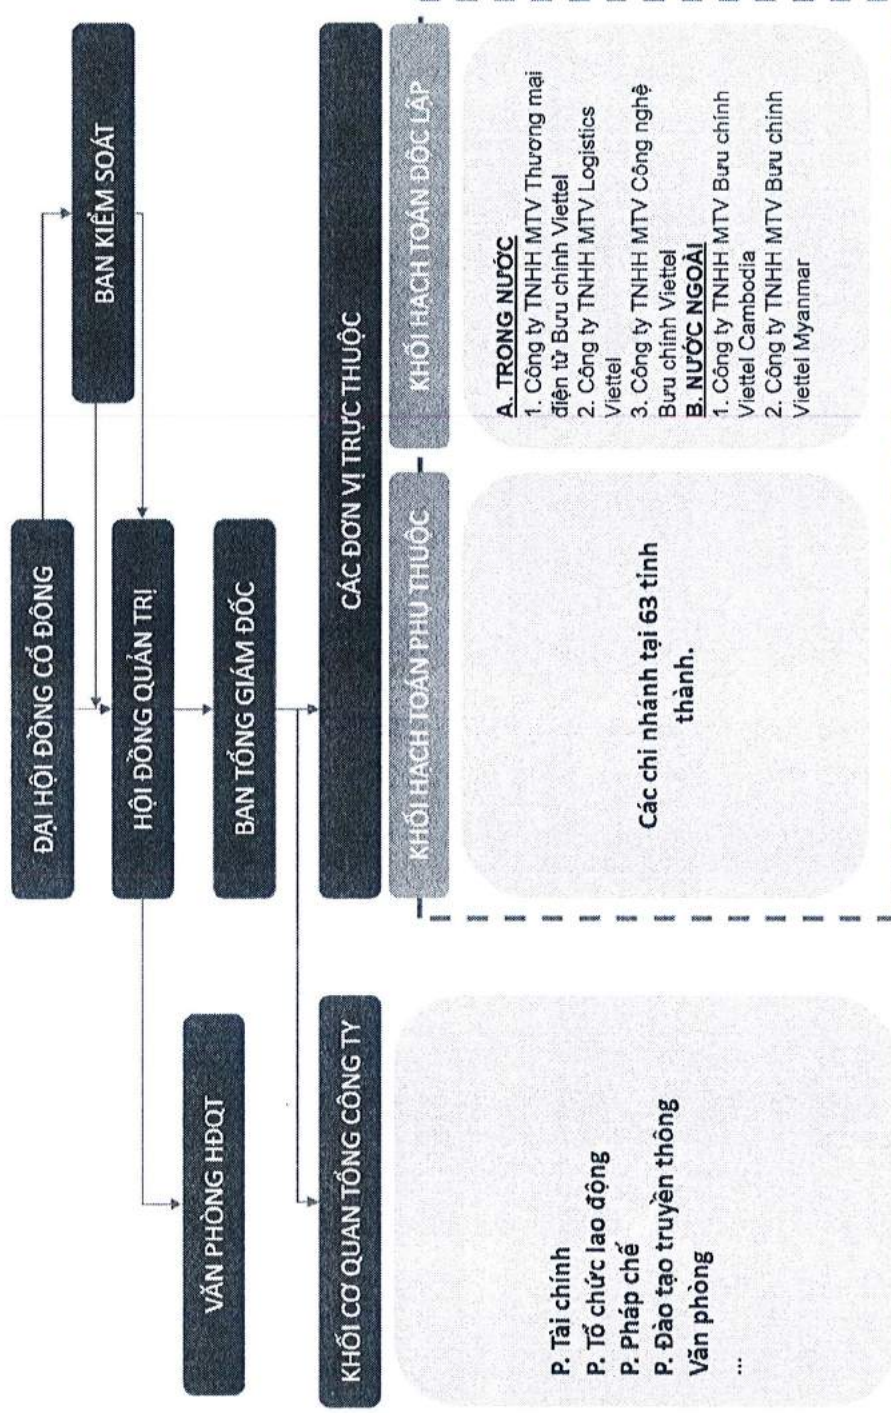 ĐẠI HỘI ĐỒNG CỔ ĐÔNG
BAN KIỂM SOÁT
HỘI ĐỒNG QUẢN TRỊ
VĂN PHÒNG HĐQT
BAN TỔNG GIÁM ĐỐC
KHỐI CƠ QUAN TỔNG CÔNG TY
CÁC ĐƠN VỊ TRỰC THUỘC
KHỐI HẠCH TOÁN PHỤ THUỘC
KHỐI HẠCH TOÁN ĐỘC LẬP
P. Tài chính
P. Tổ chức lao động
P. Pháp chế
P. Đào tạo truyền thông
Văn phòng
...
Các chi nhánh tại 63 tỉnh
thành.
A. TRONG NƯỚC
1. Công ty TNHH MTV Thương mại
điện tử Bưu chính Viettel
2. Công ty TNHH MTV Logistics
Viettel
3. Công ty TNHH MTV Công nghệ
Bưu chính Viettel
B. NƯỚC NGOÀI
1. Công ty TNHH MTV Bưu chính
Viettel Cambodia
2. Công ty TNHH MTV Bưu chính
Viettel Myanmar